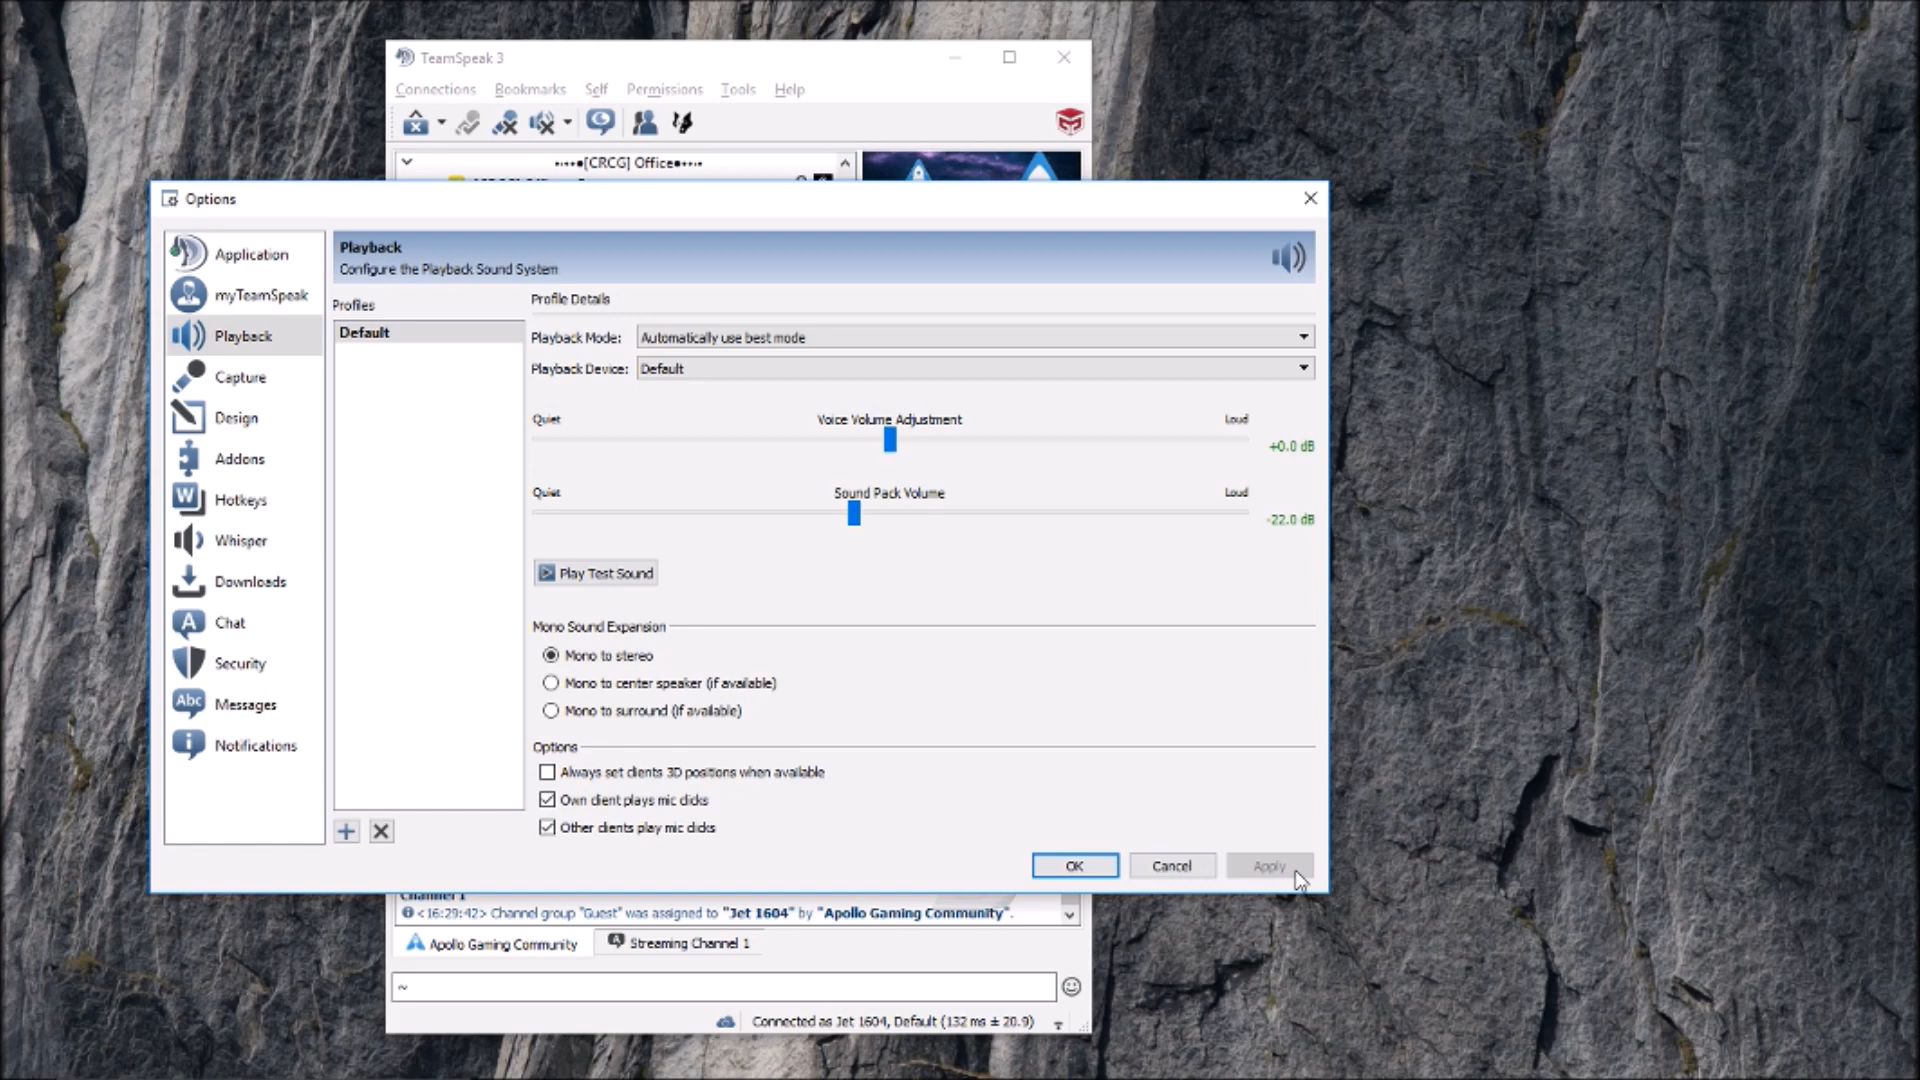 TeamSpeak 3
Connections Bookmarks Self Permissions Tools Help
[CRCG] Office
Options
Application
myTeamSpeak
Playback
Capture
Design
Addons
Hotkeys
Whisper
Downloads
Chat
Security
Messages
Notifications
Playback
Configure the Playback Sound System
Profiles
Default
Profile Details
Playback Mode: Automatically use best mode
Playback Device: Default
Quiet Voice Volume Adjustment Loud
+0.0 dB
Quiet Sound Pack Volume Loud
-22.0 dB
Play Test Sound
Mono Sound Expansion
Mono to stereo
Mono to center speaker (if available)
Mono to surround (if available)
Options
Always set clients 3D positions when available
Own client plays mic clicks
Other clients play mic clicks
OK Cancel Apply
Channel 1
<16:29:42> Channel group "Guest" was assigned to "Jet 1604" by "Apollo Gaming Community".
Apollo Gaming Community Streaming Channel 1
~
Connected as Jet 1604, Default (132 ms ± 20.9)